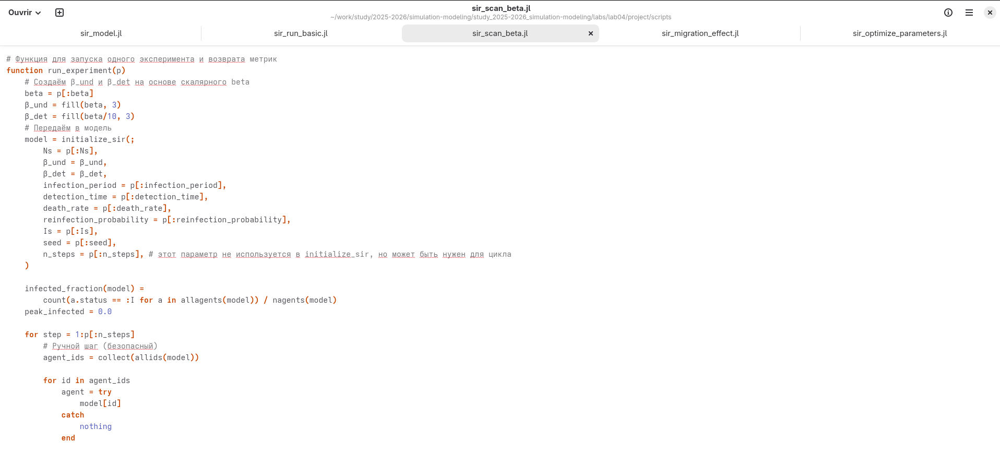 Ouvrir
sir_scan_beta.jl
~/work/study/2025-2026/simulation-modeling/study_2025-2026_simulation-modeling/labs/lab04/project/scripts
sir_model.jl
sir_run_basic.jl
sir_scan_beta.jl
sir_migration_effect.jl
sir_optimize_parameters.jl
# Функция для запуска одного эксперимента и возврата метрик
function run_experiment(p)
    # Создаём β_und и β_det на основе скалярного beta
    beta = p[:beta]
    β_und = fill(beta, 3)
    β_det = fill(beta/10, 3)
    # Передаём в модель
    model = initialize_sir(;
        Ns = p[:Ns],
        β_und = β_und,
        β_det = β_det,
        infection_period = p[:infection_period],
        detection_time = p[:detection_time],
        death_rate = p[:death_rate],
        reinfection_probability = p[:reinfection_probability],
        Is = p[:Is],
        seed = p[:seed],
        n_steps = p[:n_steps], # этот параметр не используется в initialize_sir, но может быть нужен для цикла
    )
    infected_fraction(model) =
        count(a.status == :I for a in allagents(model)) / nagents(model)
    peak_infected = 0.0
    for step = 1:p[:n_steps]
        # Ручной шаг (безопасный)
        agent_ids = collect(allids(model))
        for id in agent_ids
            agent = try
                model[id]
            catch
                nothing
            end